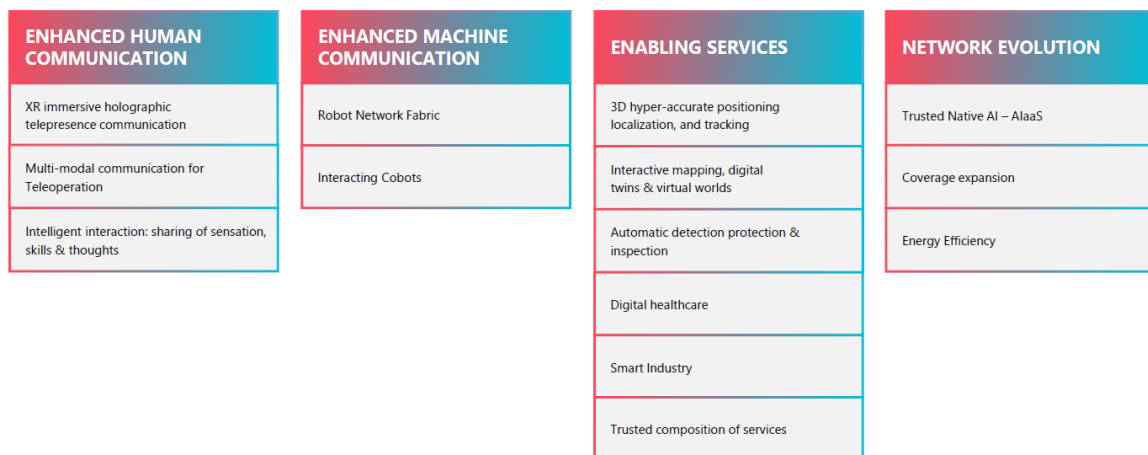 ENHANCED HUMAN
COMMUNICATION
XR immersive holographic
telepresence communication
Multi-modal communication for
Teleoperation
Intelligent interaction: sharing of sensation,
skills & thoughts
ENHANCED MACHINE
COMMUNICATION
Robot Network Fabric
Interacting Cobots
ENABLING SERVICES
3D hyper-accurate positioning
localization, and tracking
Interactive mapping, digital
twins & virtual worlds
Automatic detection protection &
inspection
Digital healthcare
Smart Industry
Trusted composition of services
NETWORK EVOLUTION
Trusted Native AI – AIaaS
Coverage expansion
Energy Efficiency